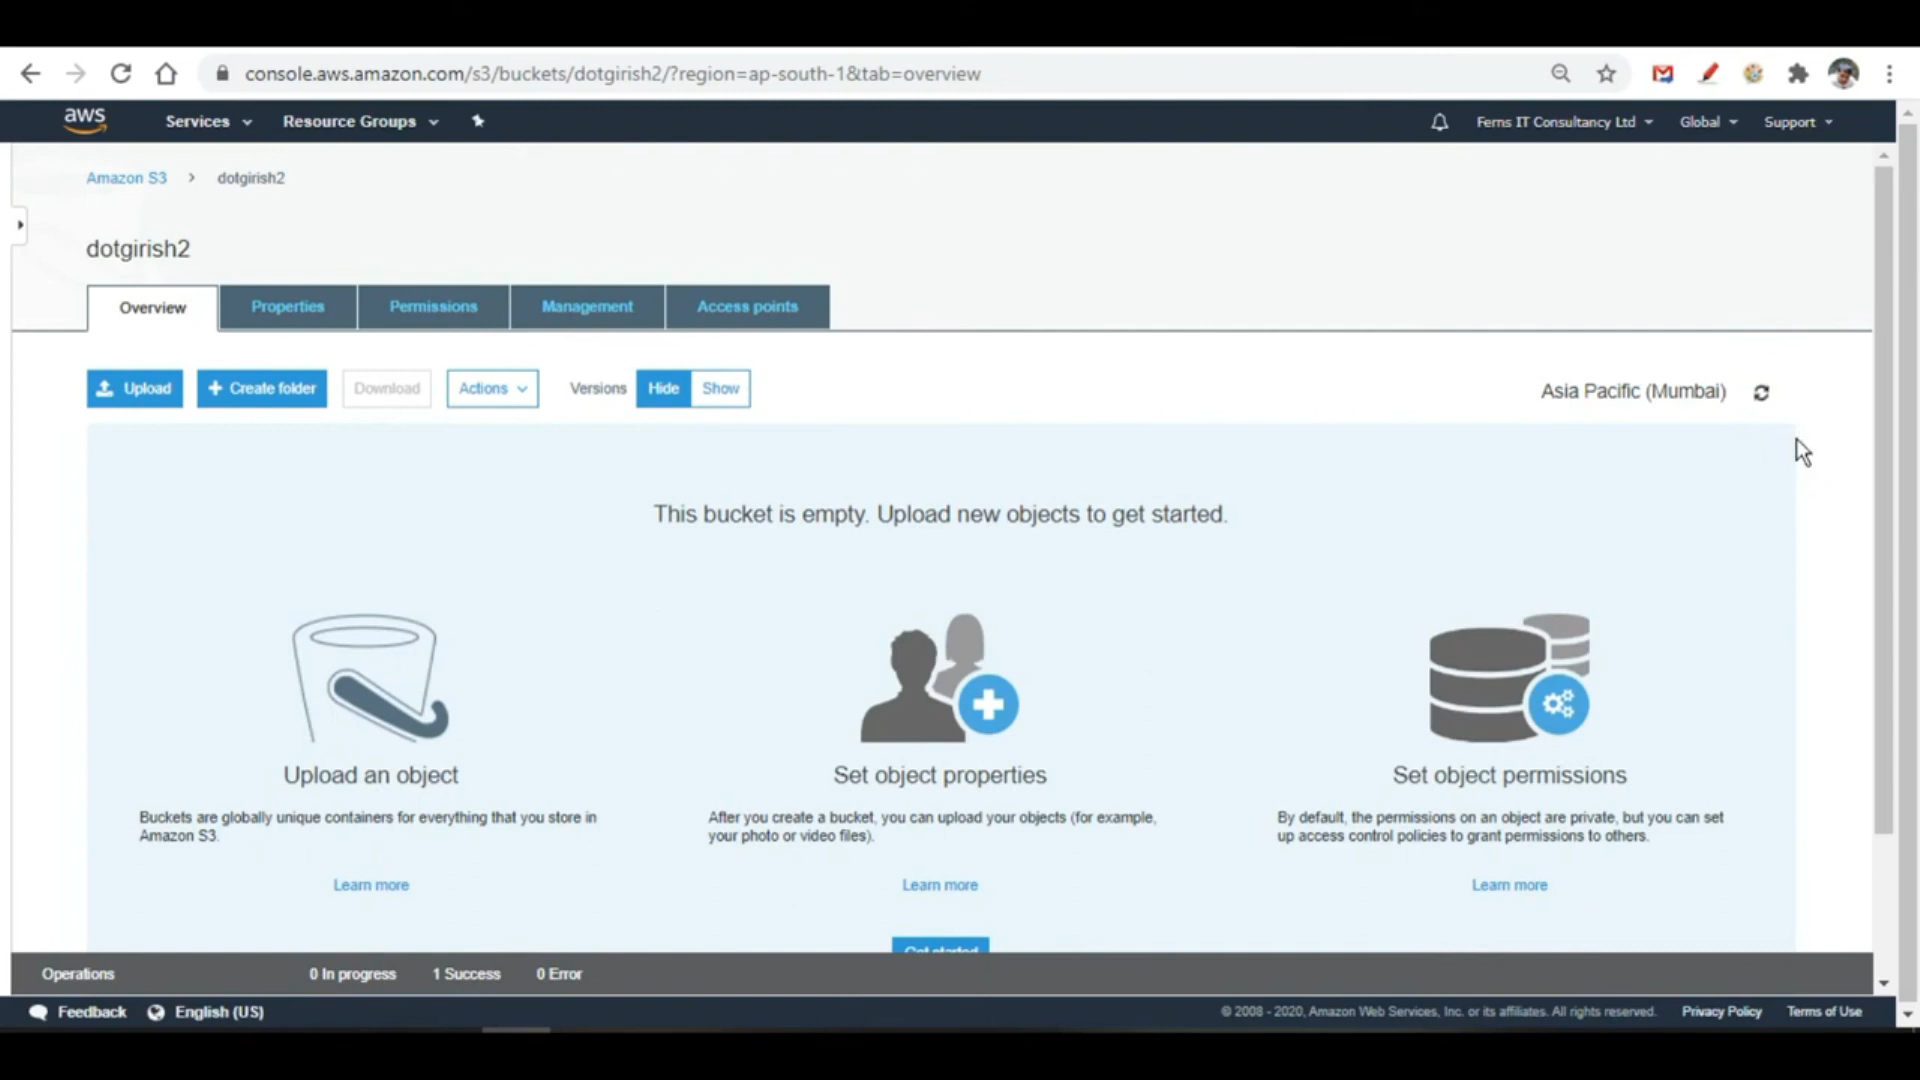 console.aws.amazon.com/s3/buckets/dotgirish2/?region=ap-south-1&tab=overview
aws Services Resource Groups Ferns IT Consultancy Ltd Global Support
Amazon S3 > dotgirish2
dotgirish2
Overview Properties Permissions Management Access points
Upload + Create folder Download Actions Versions Hide Show Asia Pacific (Mumbai)
This bucket is empty. Upload new objects to get started.
Upload an object
Buckets are globally unique containers for everything that you store in
Amazon S3.
Learn more
Set object properties
After you create a bucket, you can upload your objects (for example,
your photo or video files).
Learn more
Set object permissions
By default, the permissions on an object are private, but you can set
up access control policies to grant permissions to others.
Learn more
Get started
Operations 0 In progress 1 Success 0 Error
Feedback English (US) © 2008 - 2020, Amazon Web Services, Inc. or its affiliates. All rights reserved. Privacy Policy Terms of Use